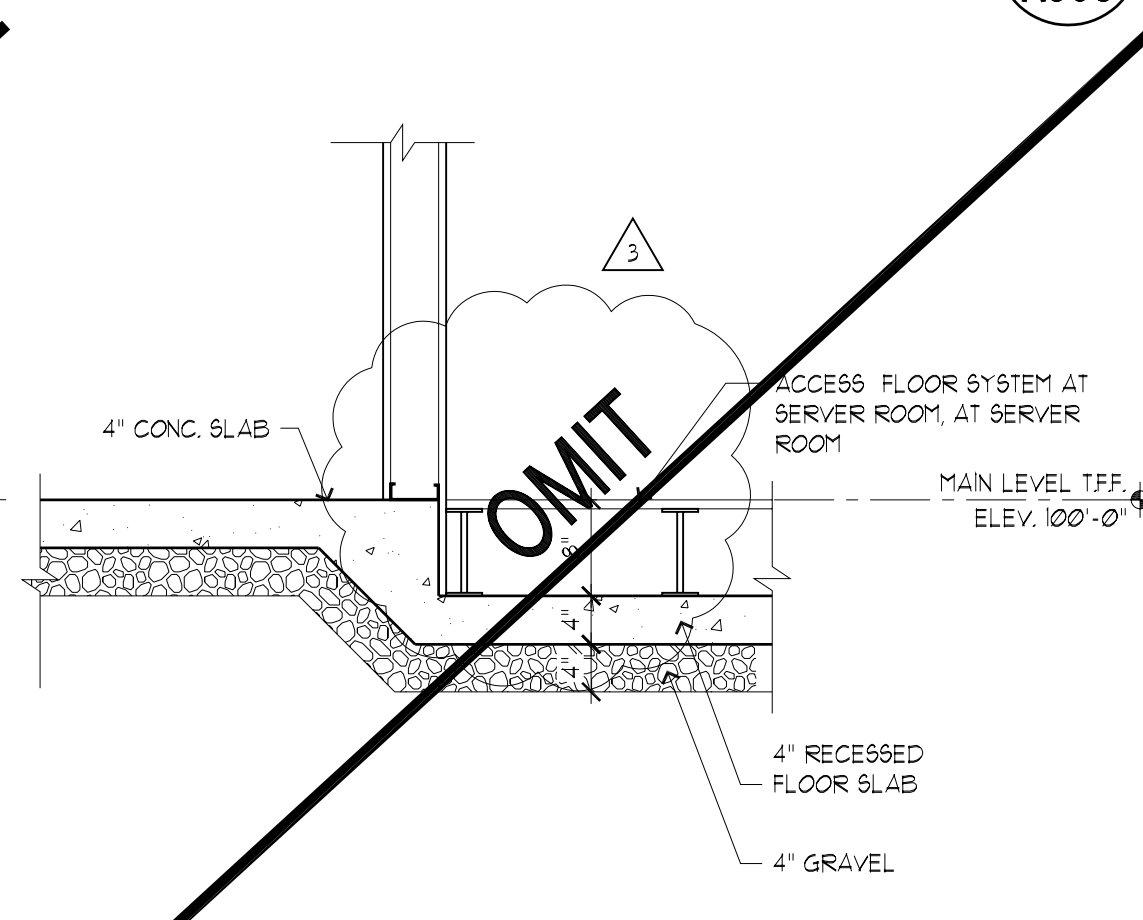 3
ACCESS FLOOR SYSTEM AT
SERVER ROOM, AT SERVER
ROOM
4" CONC. SLAB
OMIT
MAIN LEVEL T.F.F.
ELEV. 100'-0"
8"
4"
4"
4" RECESSED
FLOOR SLAB
4" GRAVEL